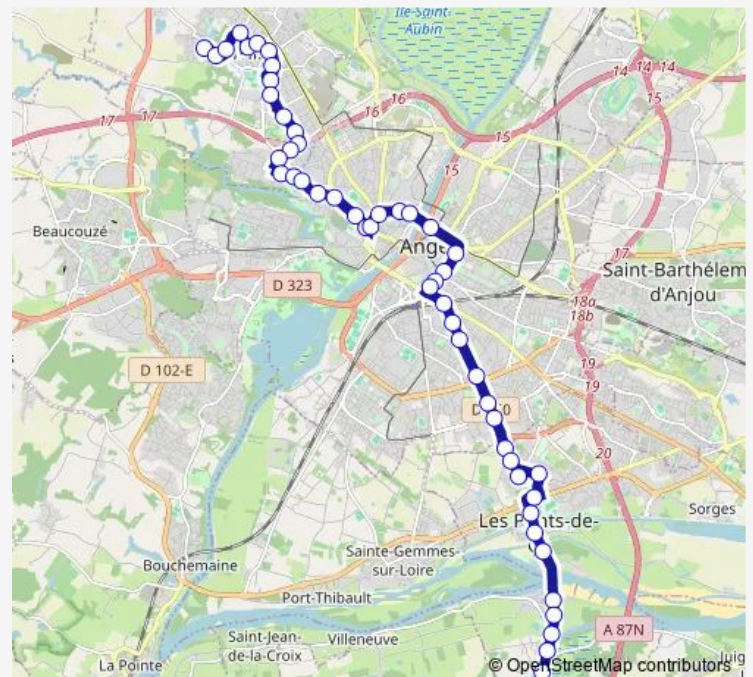 Île-Saint-
Aubin
14
14
14
15
16
16
17
17
15
15
Beaucouzé
17
Saint-Barthélem
d'Anjou
D 323
18a
18b
D 102-E
19
19
20
Sorges
Sainte-Gemmes-
sur-Loire
Bouchemaine
Port-Thibault
A 87N
Saint-Jean-
de-la-Croix
Villeneuve
La Pointe
© OpenStreetMap contributors